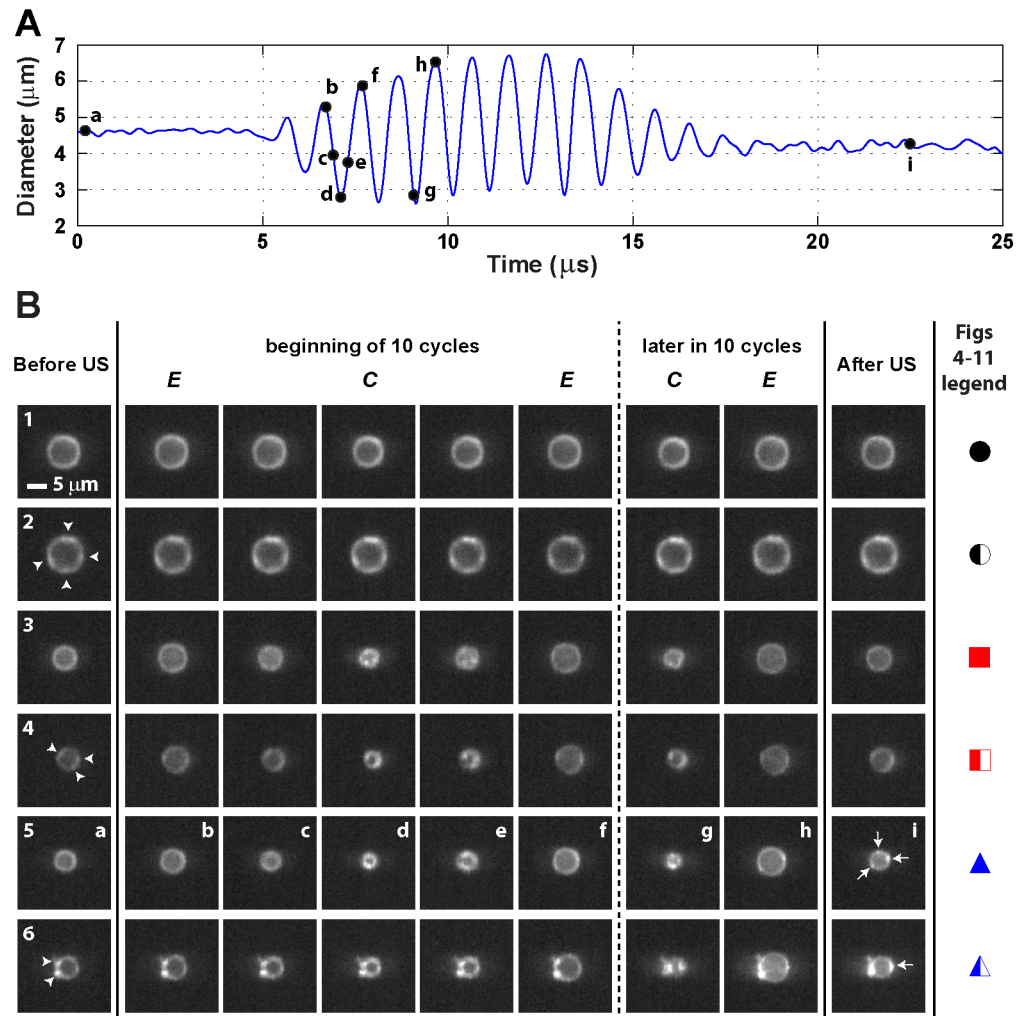 A
7
6
5
4
3
2
Diameter (μm)
a
b
c
d
e
f
g
h
i
0
5
10
15
20
25
Time (μs)
B
Before US
beginning of 10 cycles
later in 10 cycles
After US
Figs
4-11
legend
E
C
E
C
E
1
5 μm
2
3
4
5
a
b
c
d
e
f
g
h
i
6